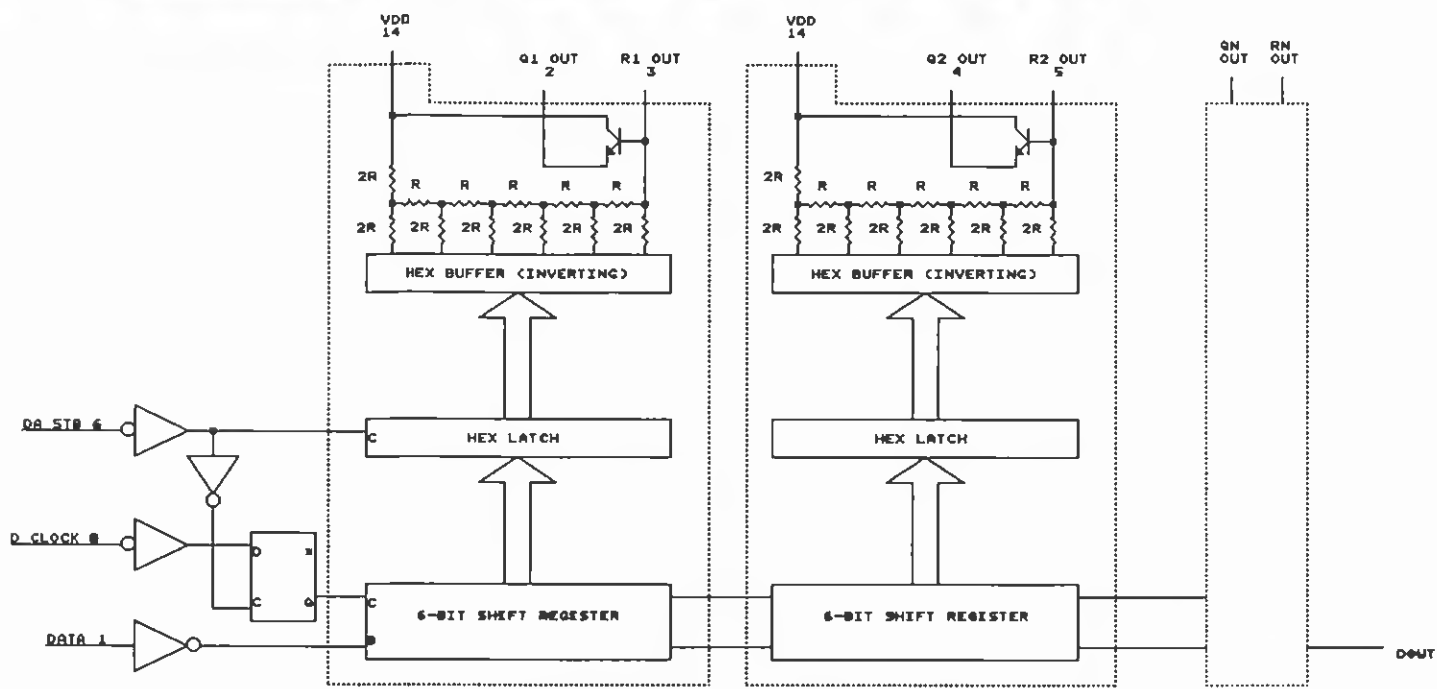 VDD
14
Q1 OUT
2
R1 OUT
3
VDD
14
Q2 OUT
4
R2 OUT
5
QN
OUT
RN
OUT
2R
R R R R R
2R 2R 2R 2R 2R 2R
HEX BUFFER (INVERTING)
2R
R R R R R
2R 2R 2R 2R 2R 2R
HEX BUFFER (INVERTING)
DA STB 6
C
HEX LATCH
HEX LATCH
D CLOCK 8
D
C Q
C
6-BIT SHIFT REGISTER
6-BIT SHIFT REGISTER
DATA 1
DOUT